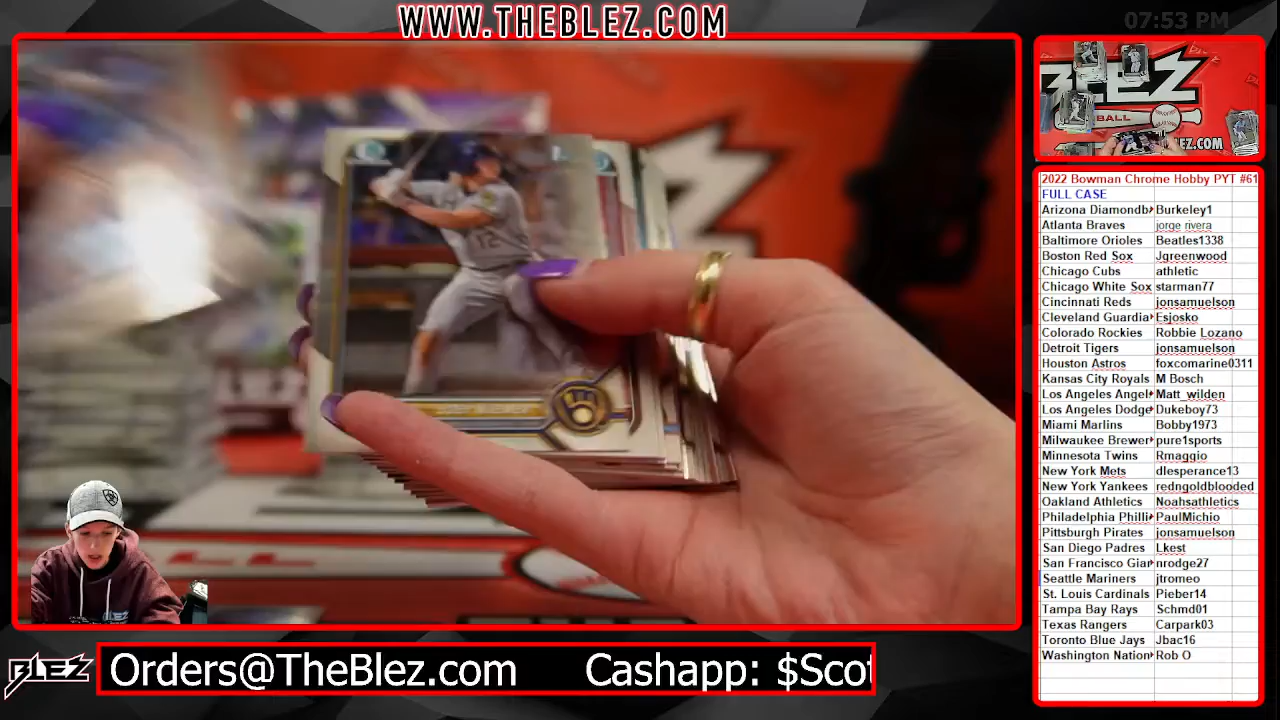 WWW.THEBLEZ.COM
07:53 PM
BLEZ
BALL
BLEZ.COM
2022 Bowman Chrome Hobby PYT #61
FULL CASE
Arizona Diamondb Burkeley1
Atlanta Braves jorge rivera
Baltimore Orioles Beatles1338
Boston Red Sox Jgreenwood
Chicago Cubs athletic
Chicago White Sox starman77
Cincinnati Reds jonsamuelson
Cleveland Guardia Esjosko
Colorado Rockies Robbie Lozano
Detroit Tigers jonsamuelson
Houston Astros foxcomarine0311
Kansas City Royals M Bosch
Los Angeles Angel Matt_wilden
Los Angeles Dodge Dukeboy73
Miami Marlins Bobby1973
Milwaukee Brewer pure1sports
Minnesota Twins Rmaggio
New York Mets dlesperance13
New York Yankees redngoldblooded
Oakland Athletics Noahsathletics
Philadelphia Philli PaulMichio
Pittsburgh Pirates jonsamuelson
San Diego Padres Lkest
San Francisco Gian nrodge27
Seattle Mariners jtromeo
St. Louis Cardinals Pieber14
Tampa Bay Rays Schmd01
Texas Rangers Carpark03
Toronto Blue Jays Jbac16
Washington Nation Rob O
12
BLEZ
Orders@TheBlez.com Cashapp: $Scot